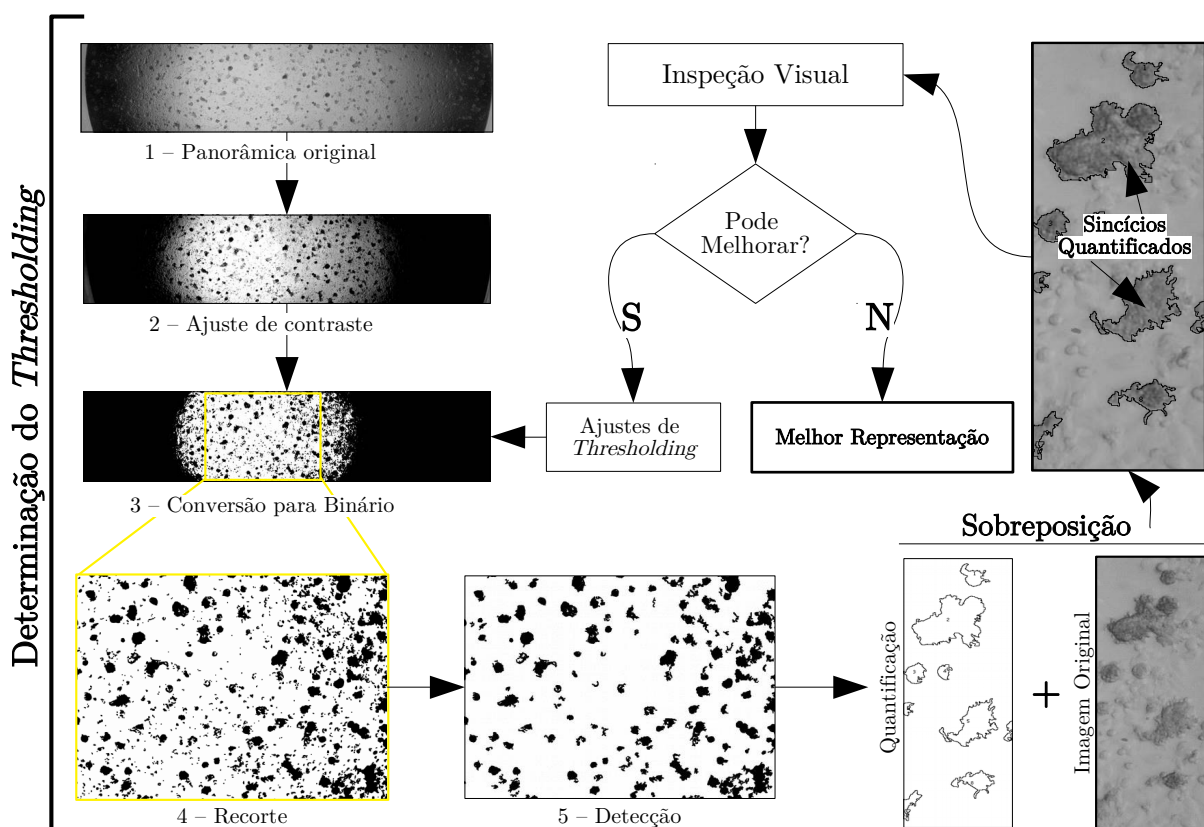 Determinação do Thresholding
1 – Panorâmica original
2 – Ajuste de contraste
3 – Conversão para Binário
4 – Recorte
5 – Detecção
Quantificação
+
Imagem Original
Sobreposição
2
Sincícios
Quantificados
Inspeção Visual
Pode
Melhorar?
S
N
Ajustes de
Thresholding
Melhor Representação